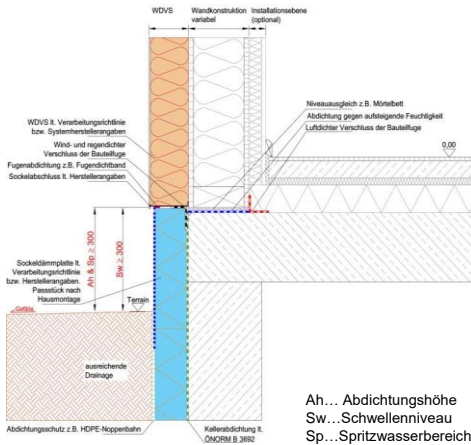 WDVS
Wandkonstruktion
variabel
Installationsebene
(optional)
WDVS lt. Verarbeitungsrichtlinie
bzw. Systemherstellerangaben
Wind- und regendichter
Verschluss der Bauteilfuge
Fugenabdichtung z.B. Fugendichtband
Sockelabschluss lt. Herstellerangaben
Niveauausgleich z.B. Mörtelbett
Abdichtung gegen aufsteigende Feuchtigkeit
Luftdichter Verschluss der Bauteilfuge
0,00
Ah & Sp ≥ 300
Sw ≥ 300
Sockeldämmplatte lt.
Verarbeitungsrichtlinie
bzw. Herstellerangaben.
Passstück nach
Hausmontage
Gefälle
Terrain
ausreichende
Drainage
Abdichtungsschutz z.B. HDPE-Noppenbahn
Kellerabdichtung lt.
ÖNORM B 3692
Ah... Abdichtungshöhe
Sw...Schwellenniveau
Sp...Spritzwasserbereich